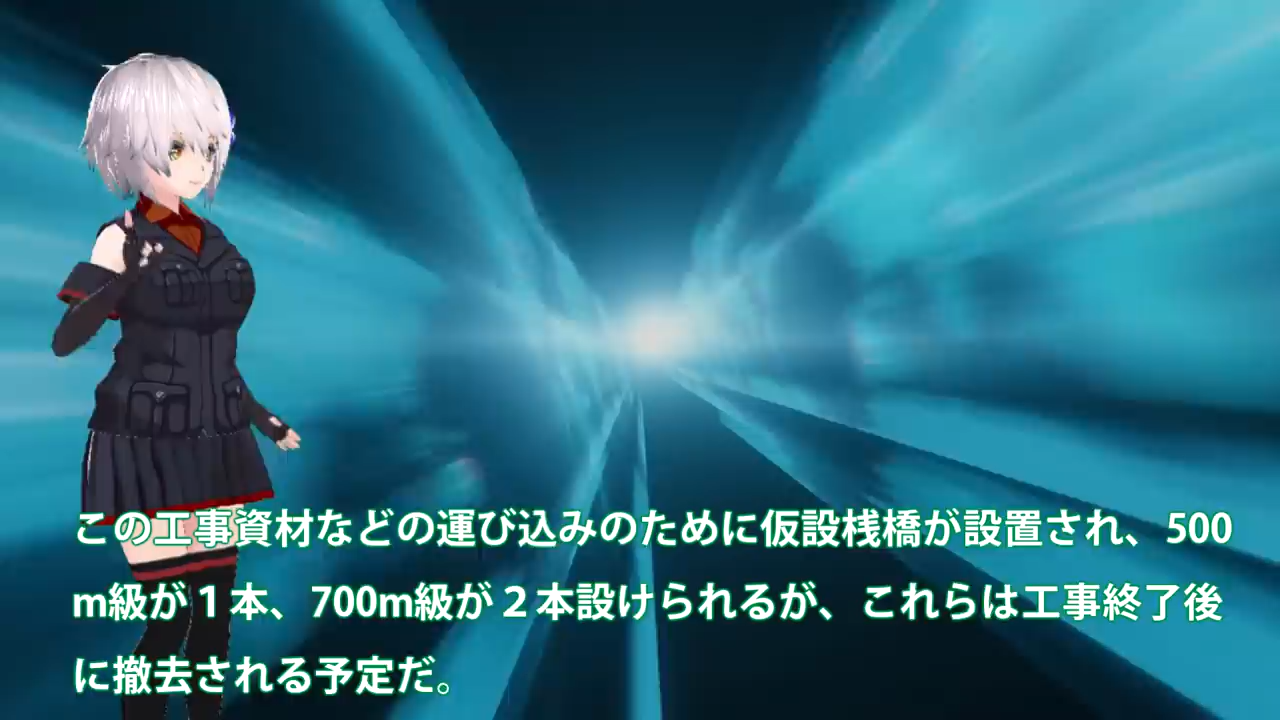 この工事資材などの運び込みのために仮設桟橋が設置され、500
m級が１本、700m級が２本設けられるが、これらは工事終了後
に撤去される予定だ。